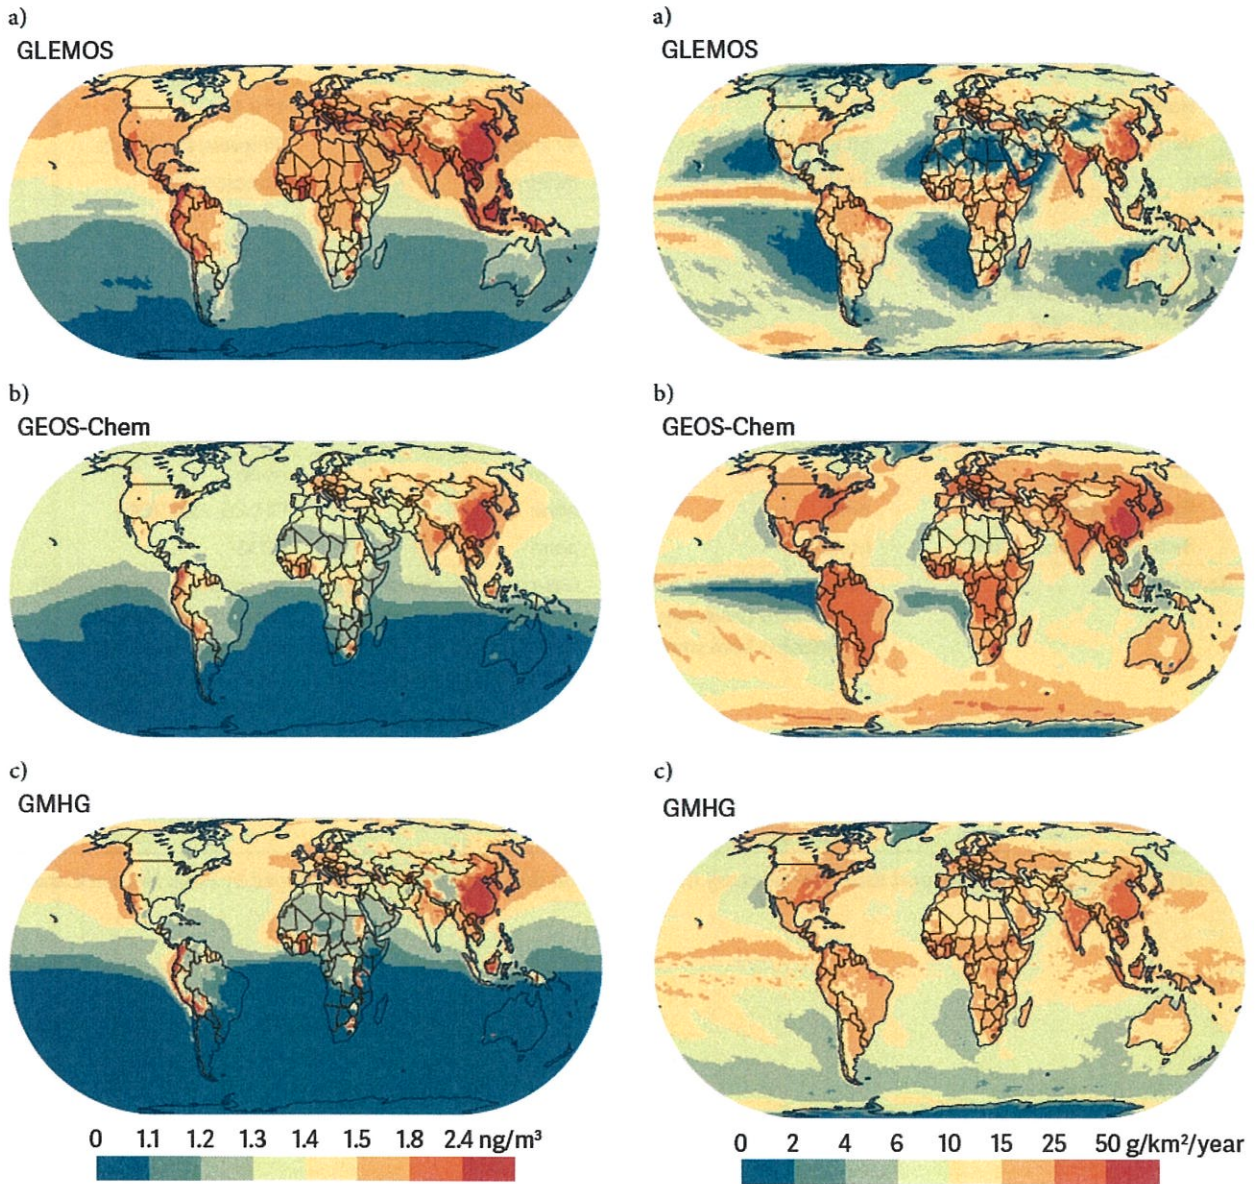 a)
GLEMOS
b)
GEOS-Chem
c)
GMHG
0 1.1 1.2 1.3 1.4 1.5 1.8 2.4 ng/m³
a)
GLEMOS
b)
GEOS-Chem
c)
GMHG
0 2 4 6 10 15 25 50 g/km²/year